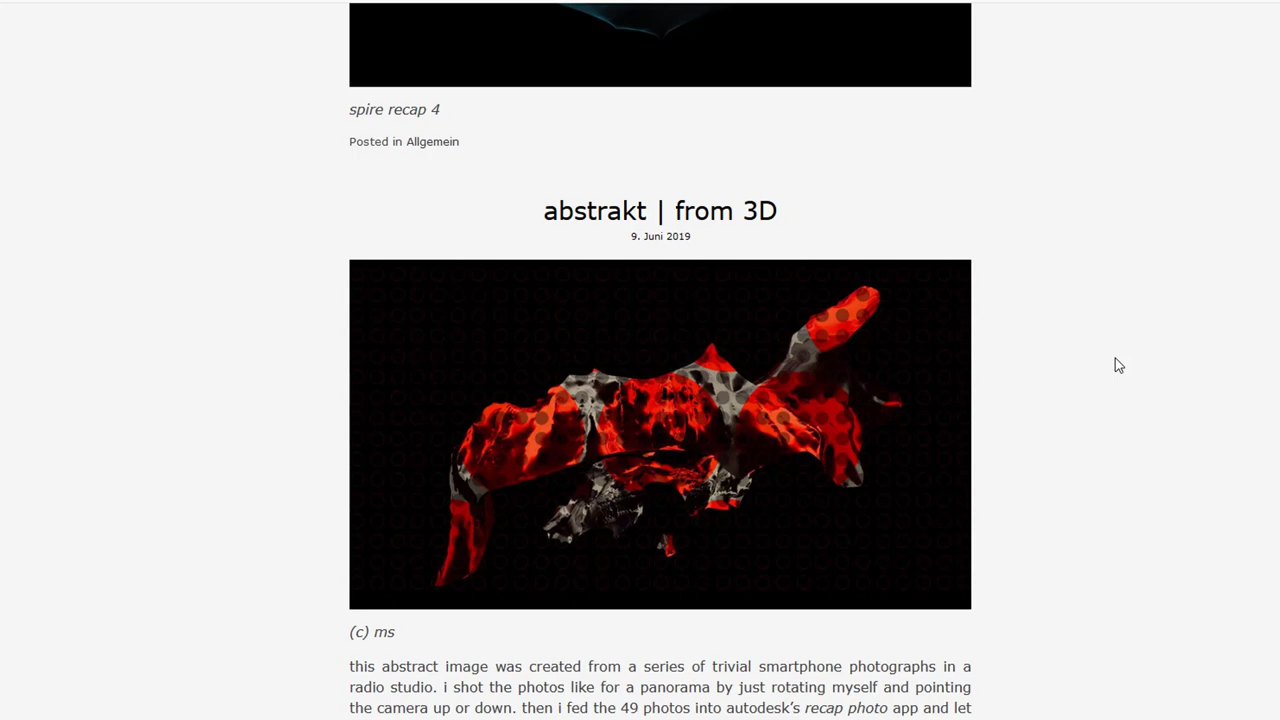 spire recap 4
Posted in Allgemein
abstrakt | from 3D
9. Juni 2019
(c) ms
this abstract image was created from a series of trivial smartphone photographs in a
radio studio. i shot the photos like for a panorama by just rotating myself and pointing
the camera up or down. then i fed the 49 photos into autodesk’s recap photo app and let